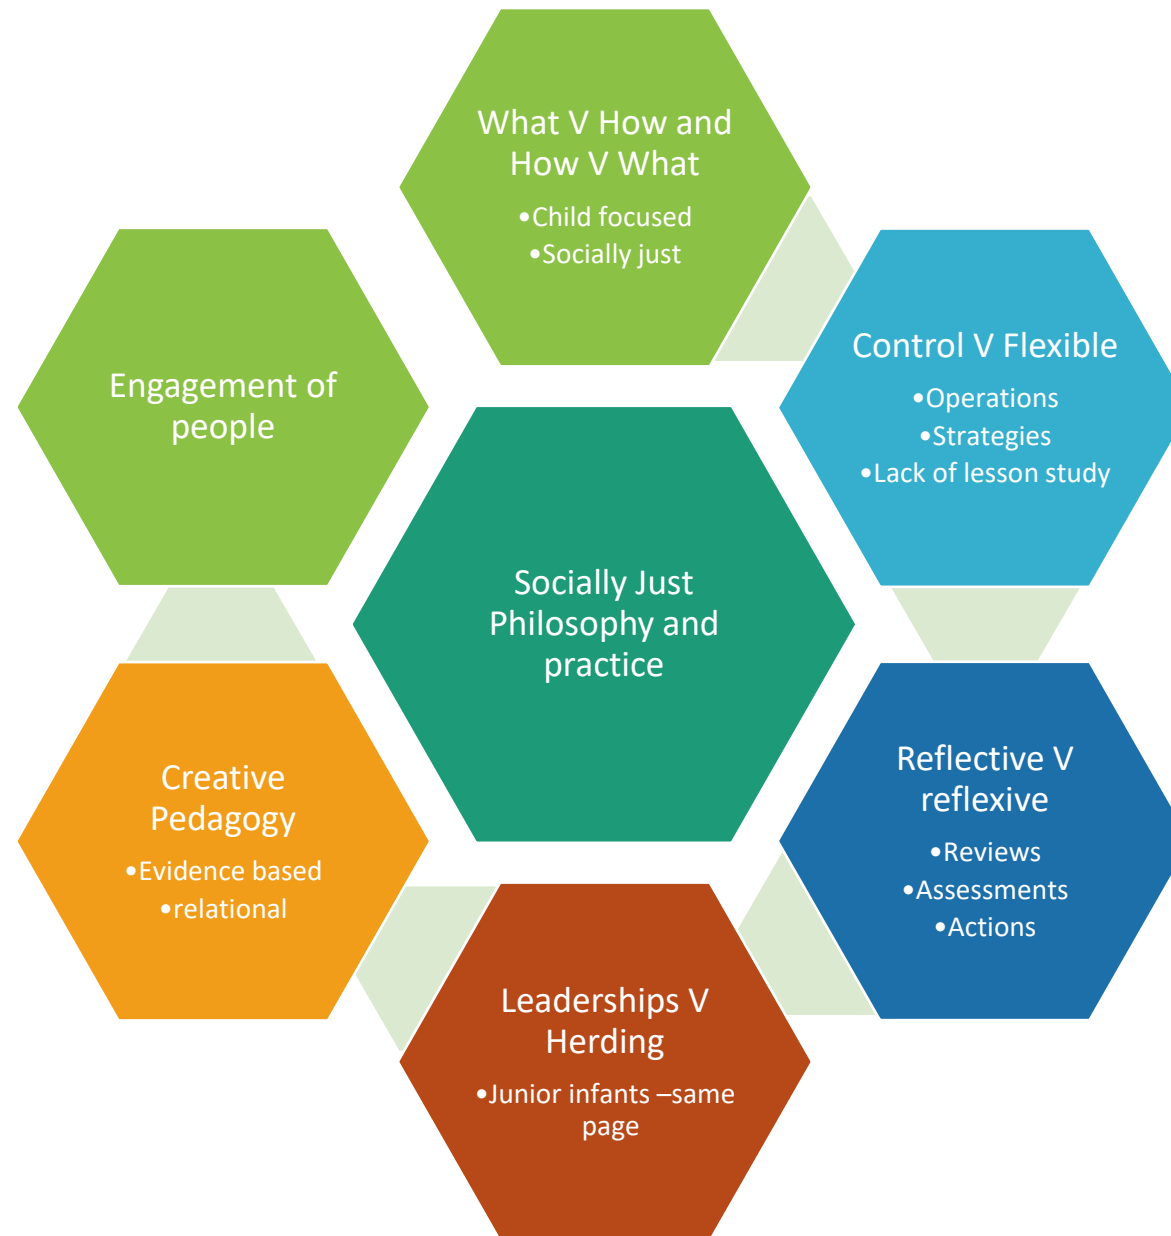 What V How and
How V What
•Child focused
•Socially just
Control V Flexible
•Operations
•Strategies
•Lack of lesson study
Reflective V
reflexive
•Reviews
•Assessments
•Actions
Leaderships V
Herding
•Junior infants –same
page
Creative
Pedagogy
•Evidence based
•relational
Engagement of
people
Socially Just
Philosophy and
practice